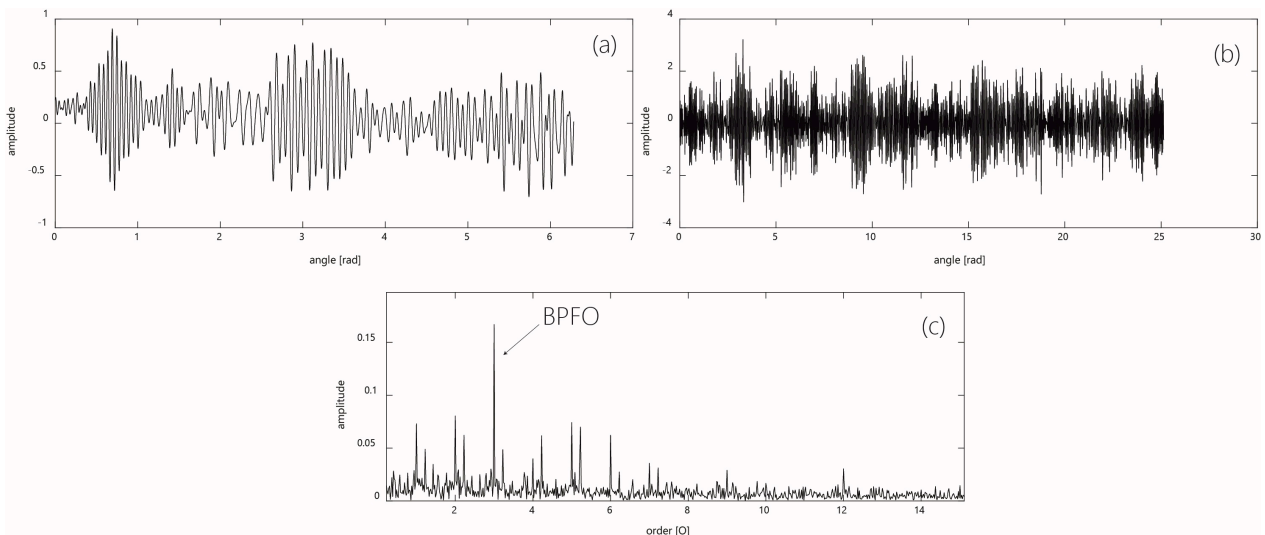 1
0.5
0
-0.5
-1
0 1 2 3 4 5 6 7
amplitude
angle [rad]
(a)
4
2
0
-2
-4
0 5 10 15 20 25 30
amplitude
angle [rad]
(b)
0.15
0.1
0.05
0
2 4 6 8 10 12 14
amplitude
order [O]
BPFO
(c)